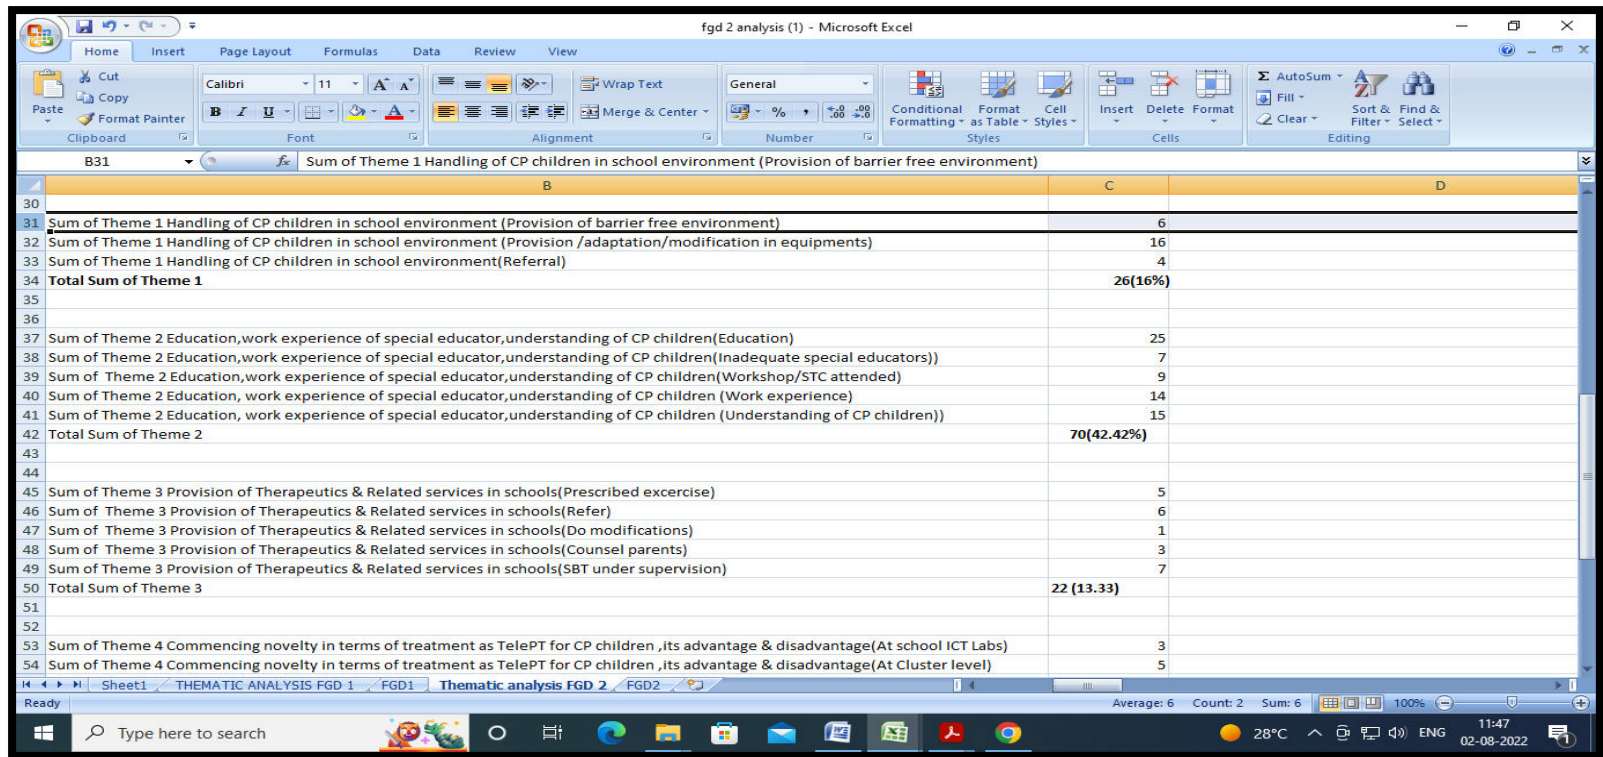 fgd 2 analysis (1) - Microsoft Excel
Home Insert Page Layout Formulas Data Review View
Paste
Cut
Copy
Format Painter
Clipboard
Calibri 11 A A
B I U A
Font
Wrap Text
Merge & Center
Alignment
General
% , .0 .00 .00 .0
Number
Conditional Formatting
Format as Table
Cell Styles
Styles
Insert Delete Format
Cells
Σ AutoSum
Fill
Clear
Sort & Filter
Find & Select
Editing
B31 fx Sum of Theme 1 Handling of CP children in school environment (Provision of barrier free environment)
B C D
30
31 Sum of Theme 1 Handling of CP children in school environment (Provision of barrier free environment) 6
32 Sum of Theme 1 Handling of CP children in school environment (Provision /adaptation/modification in equipments) 16
33 Sum of Theme 1 Handling of CP children in school environment(Referral) 4
34 Total Sum of Theme 1 26(16%)
35
36
37 Sum of Theme 2 Education,work experience of special educator,understanding of CP children(Education) 25
38 Sum of Theme 2 Education,work experience of special educator,understanding of CP children(Inadequate special educators)) 7
39 Sum of Theme 2 Education,work experience of special educator,understanding of CP children(Workshop/STC attended) 9
40 Sum of Theme 2 Education, work experience of special educator,understanding of CP children (Work experience) 14
41 Sum of Theme 2 Education, work experience of special educator,understanding of CP children (Understanding of CP children)) 15
42 Total Sum of Theme 2 70(42.42%)
43
44
45 Sum of Theme 3 Provision of Therapeutics & Related services in schools(Prescribed excercise) 5
46 Sum of Theme 3 Provision of Therapeutics & Related services in schools(Refer) 6
47 Sum of Theme 3 Provision of Therapeutics & Related services in schools(Do modifications) 1
48 Sum of Theme 3 Provision of Therapeutics & Related services in schools(Counsel parents) 3
49 Sum of Theme 3 Provision of Therapeutics & Related services in schools(SBT under supervision) 7
50 Total Sum of Theme 3 22 (13.33)
51
52
53 Sum of Theme 4 Commencing novelty in terms of treatment as TelePT for CP children ,its advantage & disadvantage(At school ICT Labs) 3
54 Sum of Theme 4 Commencing novelty in terms of treatment as TelePT for CP children ,its advantage & disadvantage(At Cluster level) 5
Sheet1 THEMATIC ANALYSIS FGD 1 FGD1 Thematic analysis FGD 2 FGD2
Ready Average: 6 Count: 2 Sum: 6 100%
Type here to search 28°C ENG 11:47
02-08-2022